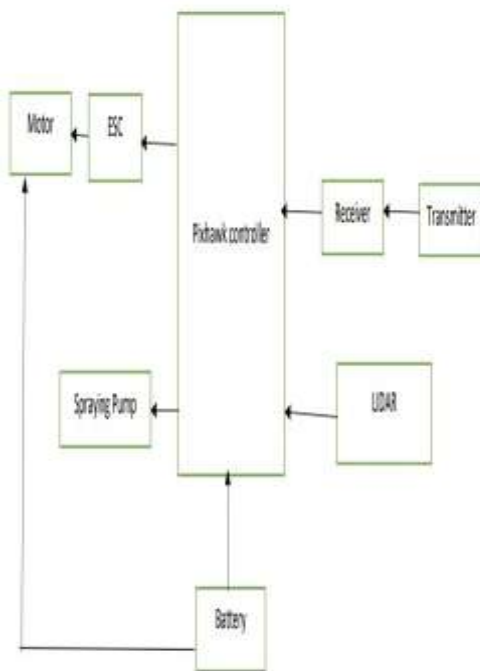 Motor
ESC
Pixhawk controller
Receiver
Transmitter
Spraying Pump
LIDAR
Battery